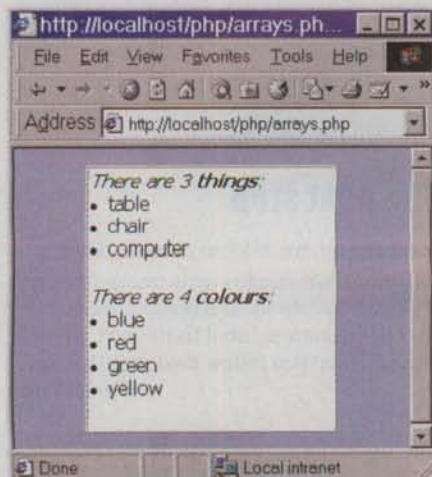 http://localhost/php/arrays.ph...
File Edit View Favorites Tools Help
Address http://localhost/php/arrays.php
There are 3 things:
table
chair
computer
There are 4 colours:
blue
red
green
yellow
Done Local intranet